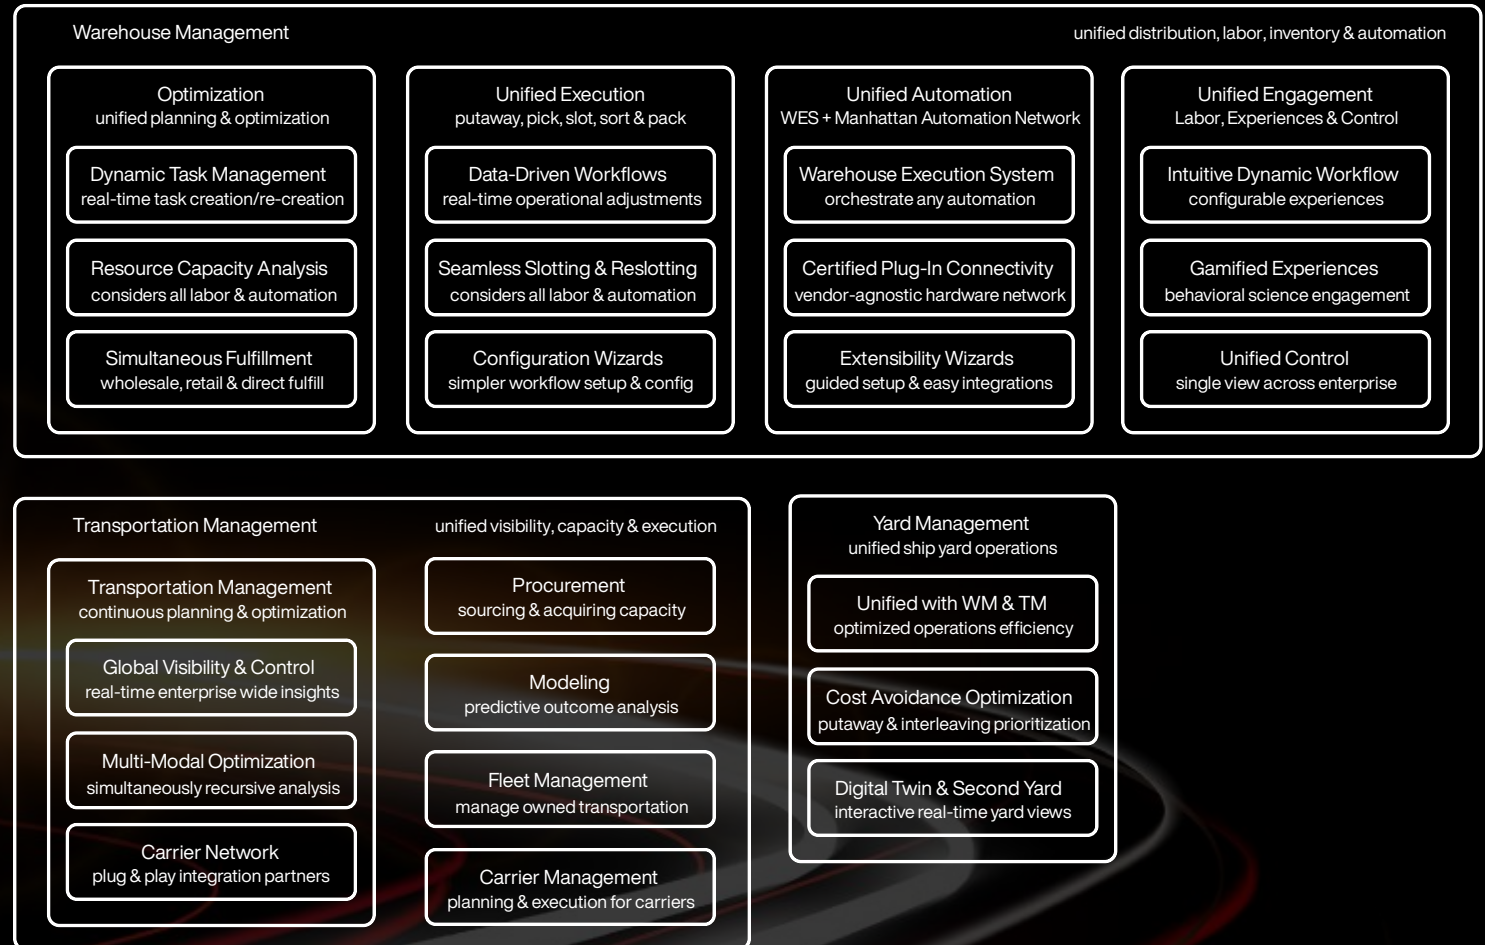 Warehouse Management
unified distribution, labor, inventory & automation
Optimization
unified planning & optimization
Dynamic Task Management
real-time task creation/re-creation
Resource Capacity Analysis
considers all labor & automation
Simultaneous Fulfillment
wholesale, retail & direct fulfill
Unified Execution
putaway, pick, slot, sort & pack
Data-Driven Workflows
real-time operational adjustments
Seamless Slotting & Reslotting
considers all labor & automation
Configuration Wizards
simpler workflow setup & config
Unified Automation
WES + Manhattan Automation Network
Warehouse Execution System
orchestrate any automation
Certified Plug-In Connectivity
vendor-agnostic hardware network
Extensibility Wizards
guided setup & easy integrations
Unified Engagement
Labor, Experiences & Control
Intuitive Dynamic Workflow
configurable experiences
Gamified Experiences
behavioral science engagement
Unified Control
single view across enterprise
Transportation Management
unified visibility, capacity & execution
Transportation Management
continuous planning & optimization
Global Visibility & Control
real-time enterprise wide insights
Multi-Modal Optimization
simultaneously recursive analysis
Carrier Network
plug & play integration partners
Procurement
sourcing & acquiring capacity
Modeling
predictive outcome analysis
Fleet Management
manage owned transportation
Carrier Management
planning & execution for carriers
Yard Management
unified ship yard operations
Unified with WM & TM
optimized operations efficiency
Cost Avoidance Optimization
putaway & interleaving prioritization
Digital Twin & Second Yard
interactive real-time yard views